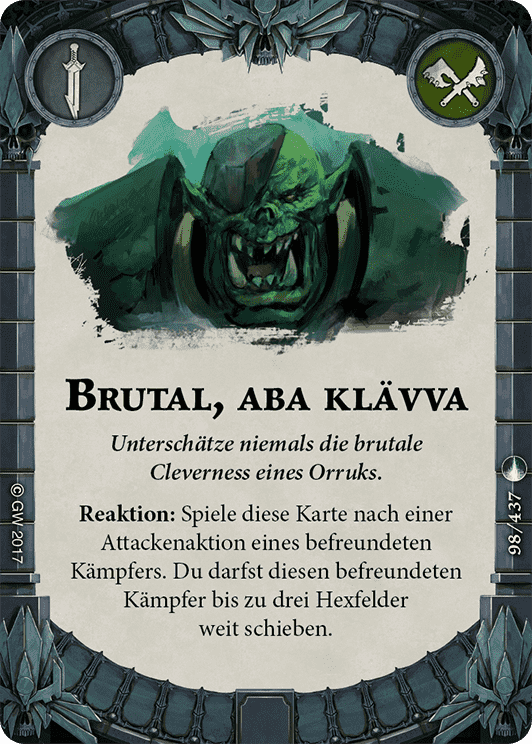 BRUTAL, ABA KLÄVVA
Unterschätze niemals die brutale
Cleverness eines Orruks.
Reaktion: Spiele diese Karte nach einer
Attackenaktion eines befreundeten
Kämpfers. Du darfst diesen befreundeten
Kämpfer bis zu drei Hexfelder
weit schieben.
© GW 2017
98/437